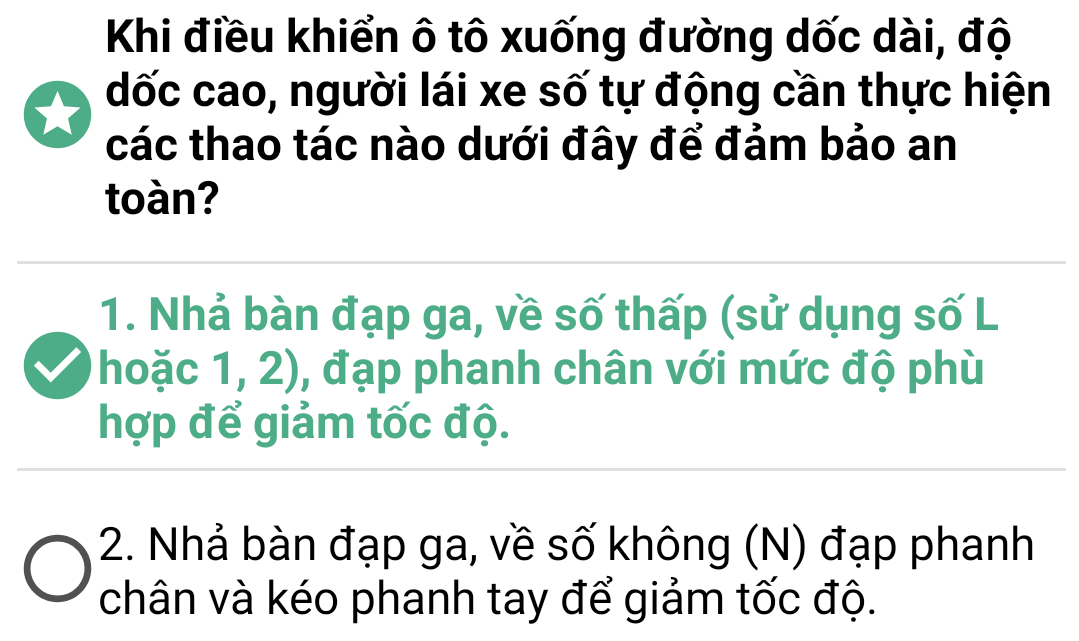 Khi điều khiển ô tô xuống đường dốc dài, độ
dốc cao, người lái xe số tự động cần thực hiện
các thao tác nào dưới đây để đảm bảo an
toàn?
1. Nhả bàn đạp ga, về số thấp (sử dụng số L
hoặc 1, 2), đạp phanh chân với mức độ phù
hợp để giảm tốc độ.
2. Nhả bàn đạp ga, về số không (N) đạp phanh
chân và kéo phanh tay để giảm tốc độ.